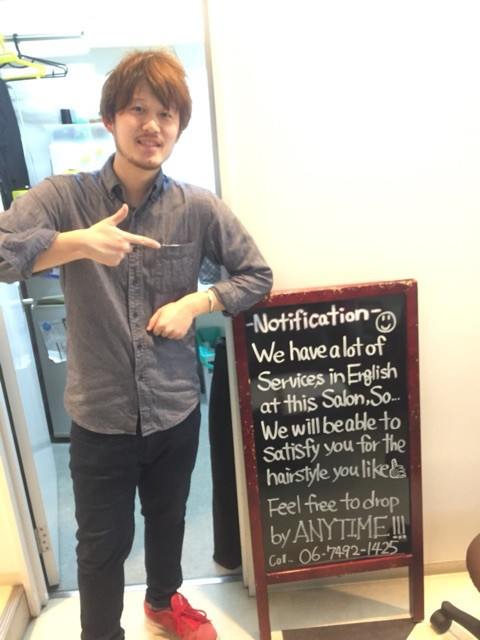 -Notification-
We have a lot of
Services in English
at this Salon, So...
We will be able to
satisfy you for the
hairstyle you like
Feel free to drop
by ANYTIME!!!
Coll.. 06-7492-1425